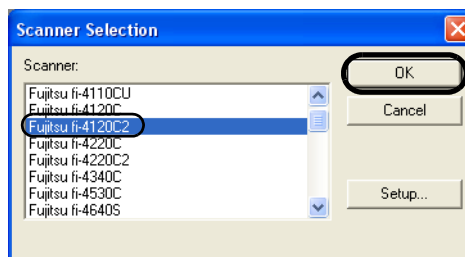 Scanner Selection
Scanner:
Fujitsu fi-4110CU
Fujitsu fi-4120C
Fujitsu fi-4120C2
Fujitsu fi-4220C
Fujitsu fi-4220C2
Fujitsu fi-4340C
Fujitsu fi-4530C
Fujitsu fi-4640S
OK
Cancel
Setup...